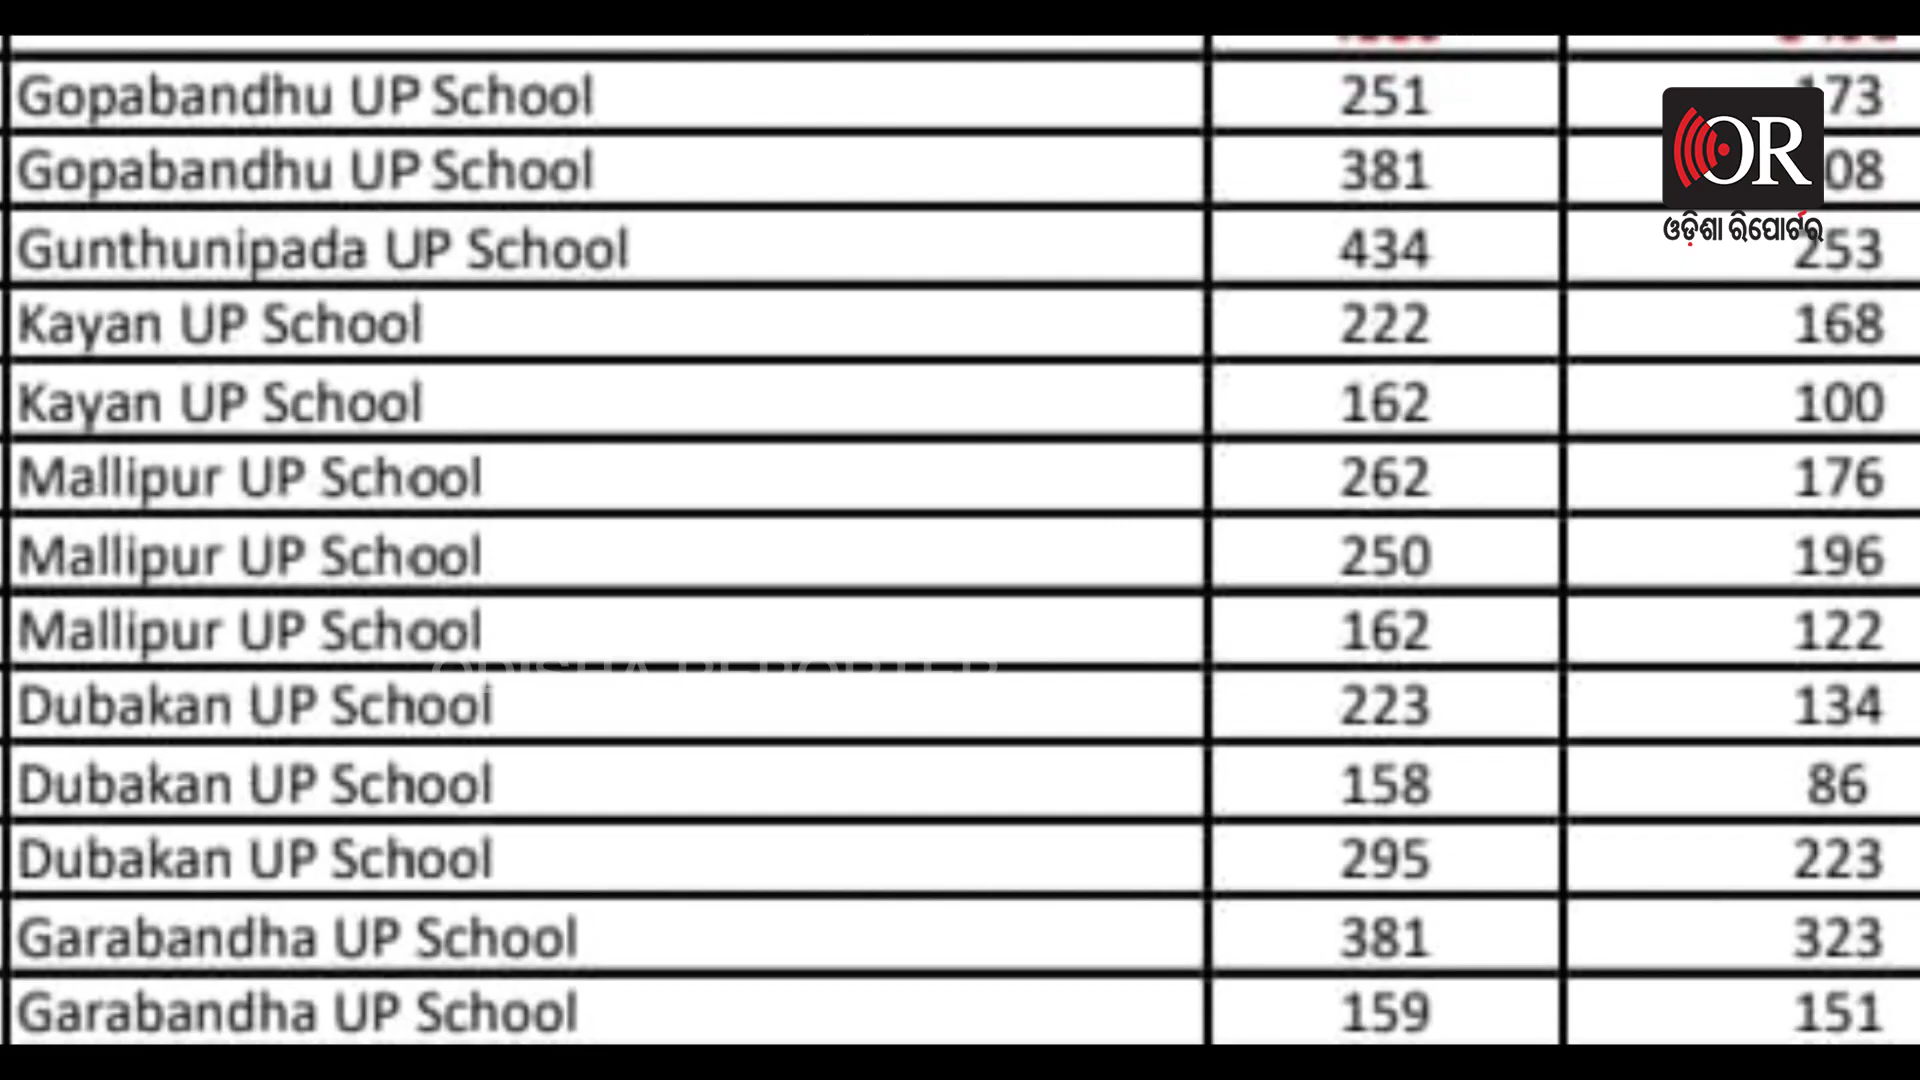 Gopabandhu UP School 251 173
Gopabandhu UP School 381
Gunthunipada UP School 434 253
Kayan UP School 222 168
Kayan UP School 162 100
Mallipur UP School 262 176
Mallipur UP School 250 196
Mallipur UP School 162 122
Dubakan UP School 223 134
Dubakan UP School 158 86
Dubakan UP School 295 223
Garabandha UP School 381 323
Garabandha UP School 159 151
OR
ଓଡ଼ିଶା ରିପୋର୍ଟର
ODISHA REPORTER